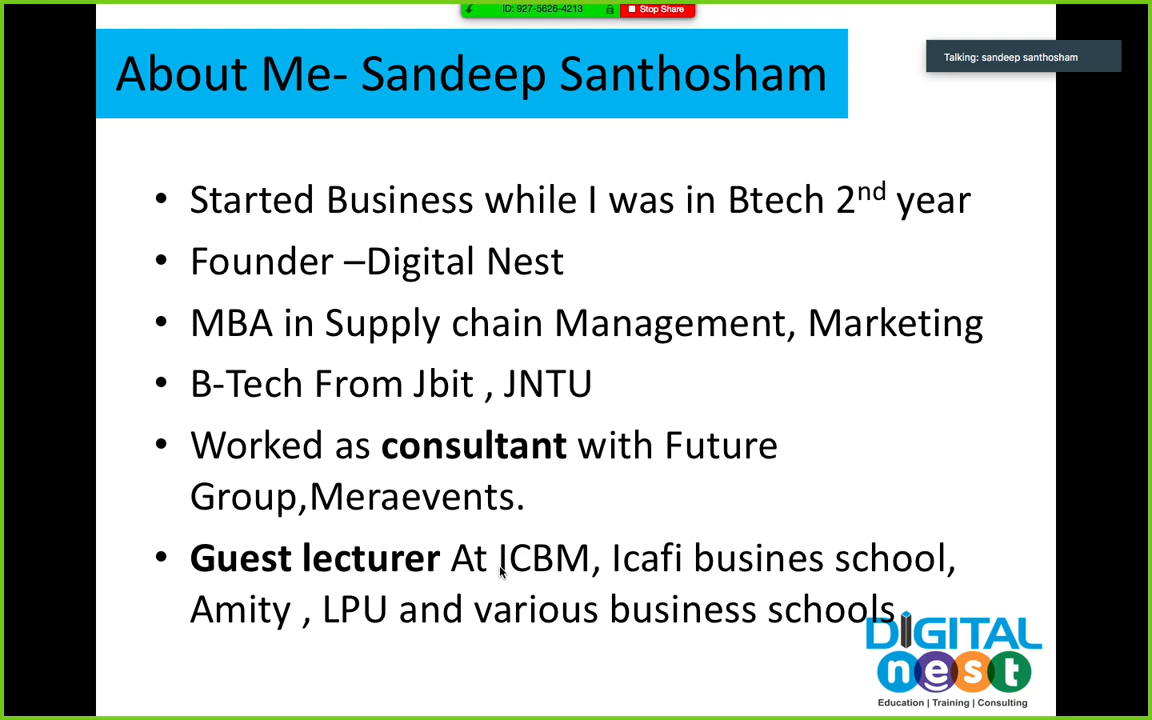 ID: 927-5626-4213
Stop Share
Talking: sandeep santhosham
About Me- Sandeep Santhosham
• Started Business while I was in Btech 2nd year
• Founder –Digital Nest
• MBA in Supply chain Management, Marketing
• B-Tech From Jbit , JNTU
• Worked as consultant with Future
Group,Meraevents.
• Guest lecturer At ICBM, Icafi busines school,
Amity , LPU and various business schools
DIGITAL
nest
Education | Training | Consulting